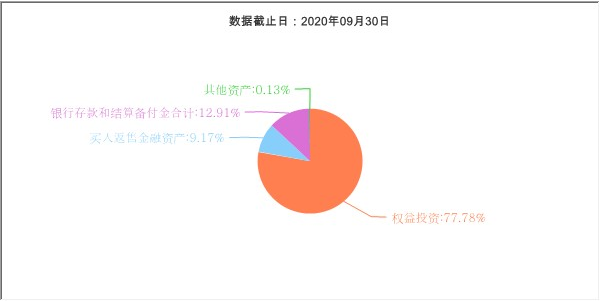 数据截止日：2020年09月30日
其他资产:0.13%
银行存款和结算备付金合计:12.91%
买入返售金融资产:9.17%
权益投资:77.78%